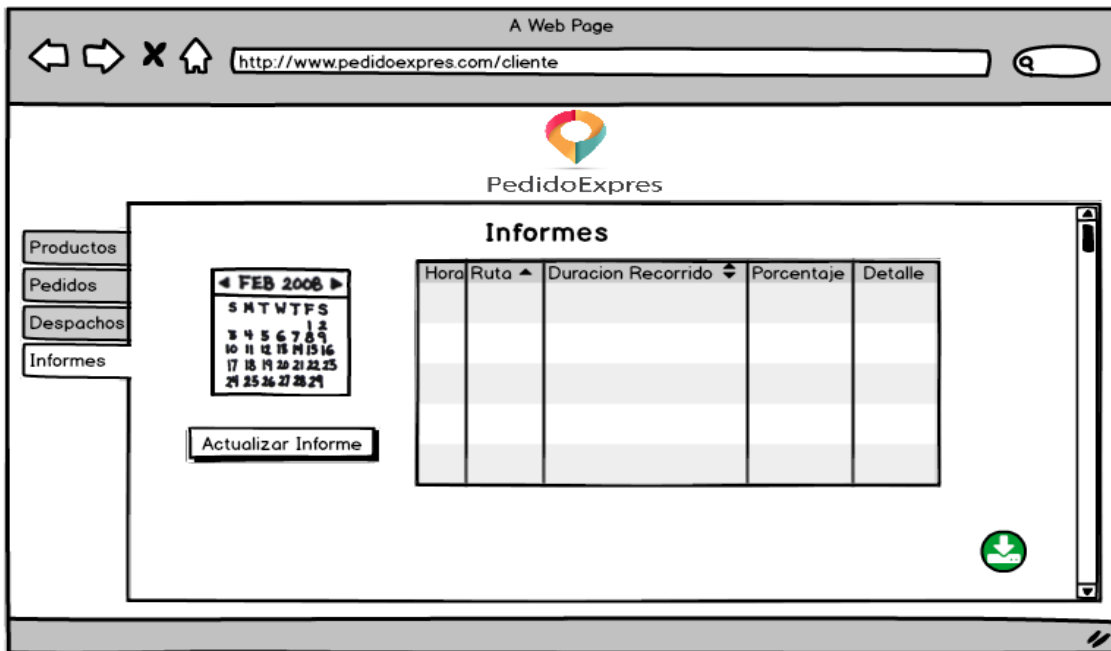 A Web Page
http://www.pedidoexpres.com/cliente
PedidoExpres
Informes
Productos
Pedidos
Despachos
Informes
FEB 2008
S M T W T F S
1 2
3 4 5 6 7 8 9
10 11 12 13 14 15 16
17 18 19 20 21 22 23
24 25 26 27 28 29
Actualizar Informe
Hora Ruta Duracion Recorrido Porcentaje Detalle